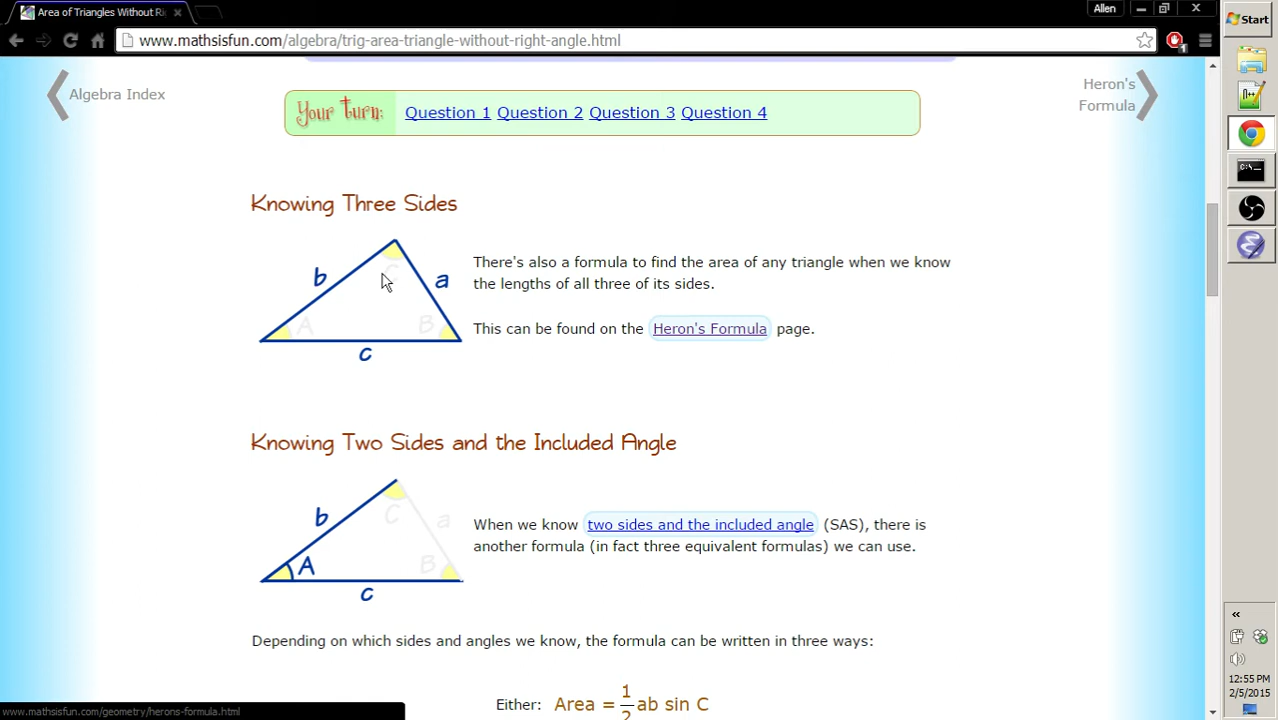 Area of Triangles Without Ri
Allen
Start
www.mathsisfun.com/algebra/trig-area-triangle-without-right-angle.html
1
Algebra Index
Heron's
Formula
Your turn: Question 1 Question 2 Question 3 Question 4
Knowing Three Sides
b
C
a
A
B
c
There's also a formula to find the area of any triangle when we know
the lengths of all three of its sides.
This can be found on the Heron's Formula page.
Knowing Two Sides and the Included Angle
b
C
a
A
B
c
When we know two sides and the included angle (SAS), there is
another formula (in fact three equivalent formulas) we can use.
Depending on which sides and angles we know, the formula can be written in three ways:
Either: Area = 1/2 ab sin C
www.mathsisfun.com/geometry/herons-formula.html
12:55 PM
2/5/2015